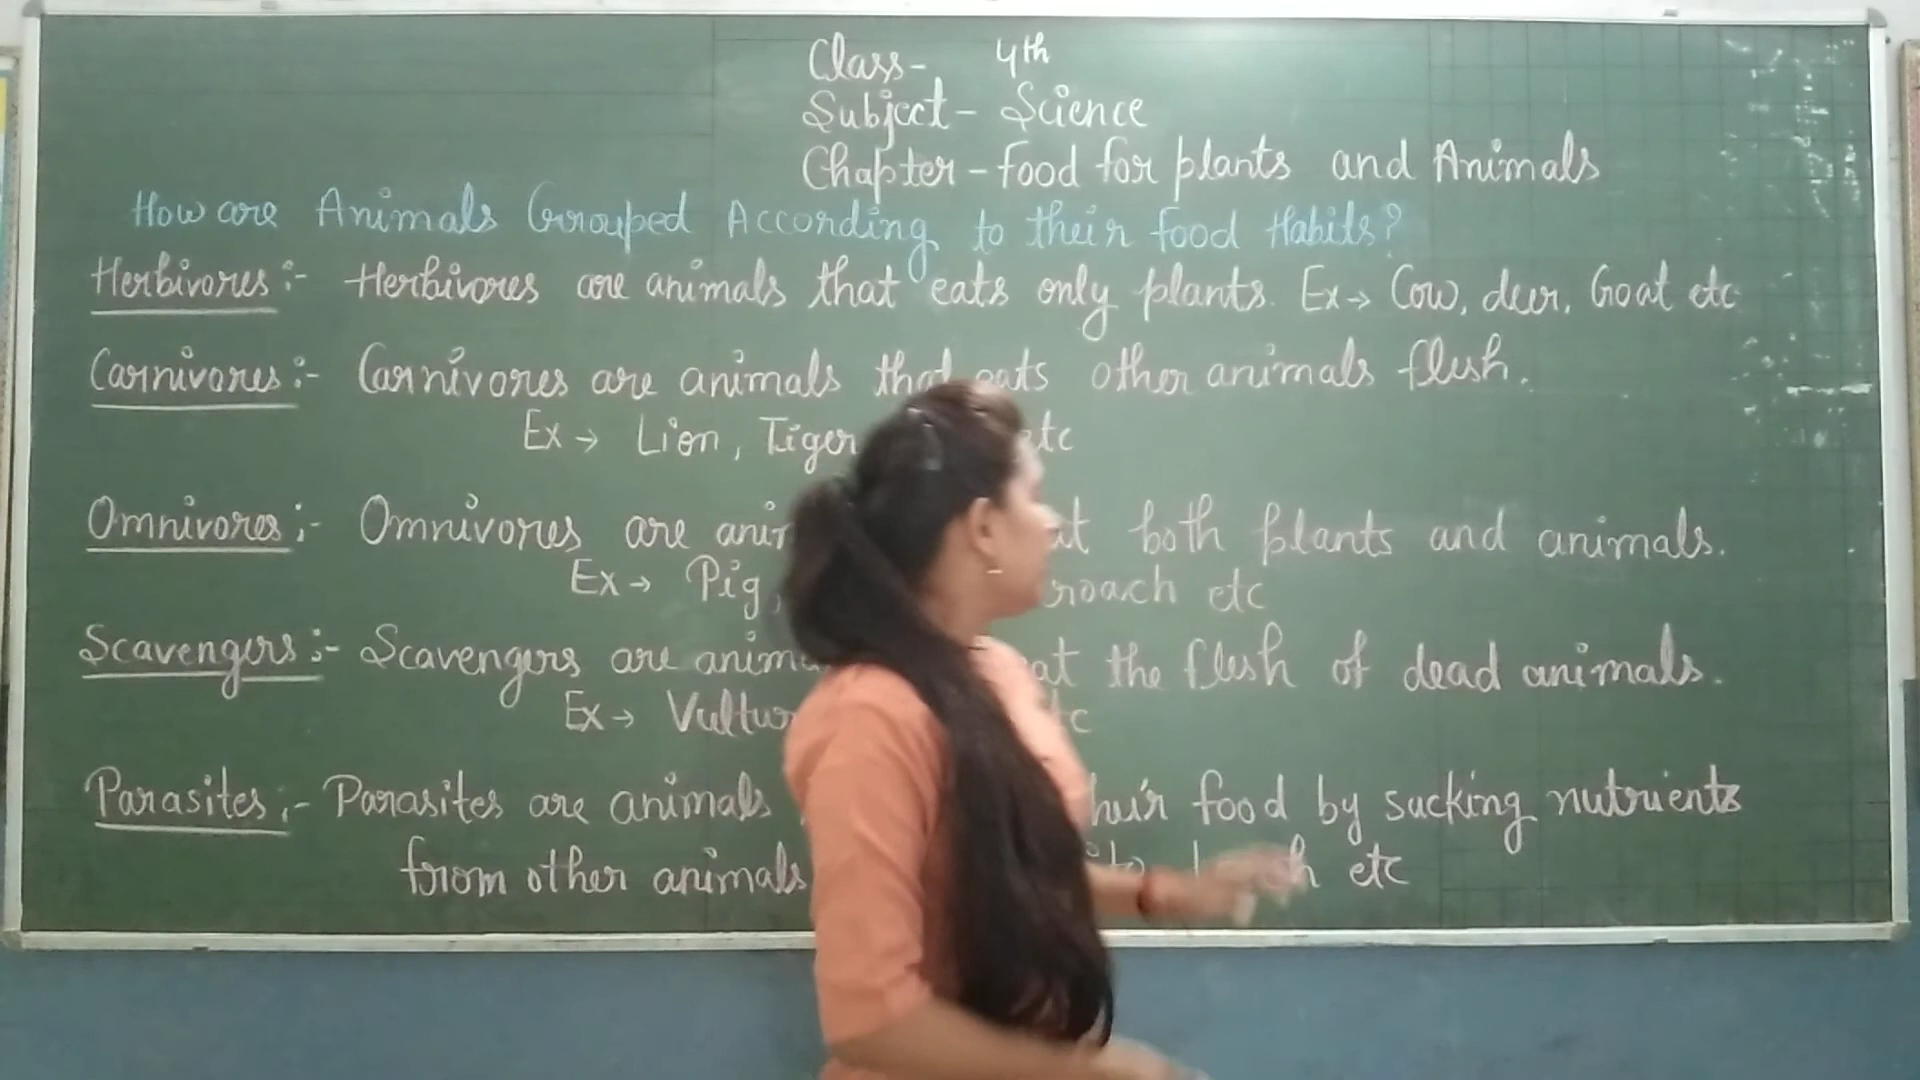 Class- 4th
Subject- Science
Chapter- food for plants and Animals
How are Animals Grouped According to their food Habits?
Herbivores:- Herbivores are animals that eats only plants. Ex→ Cow, deer, Goat etc
Carnivores:- Carnivores are animals that eats other animals flesh.
Ex→ Lion, Tiger etc
Omnivores:- Omnivores are both plants and animals.
Ex→ Pig, etc
Scavengers:- Scavengers are the flesh of dead animals.
Ex→
Parasites:- Parasites are animals food by sucking nutrients
from other animals etc